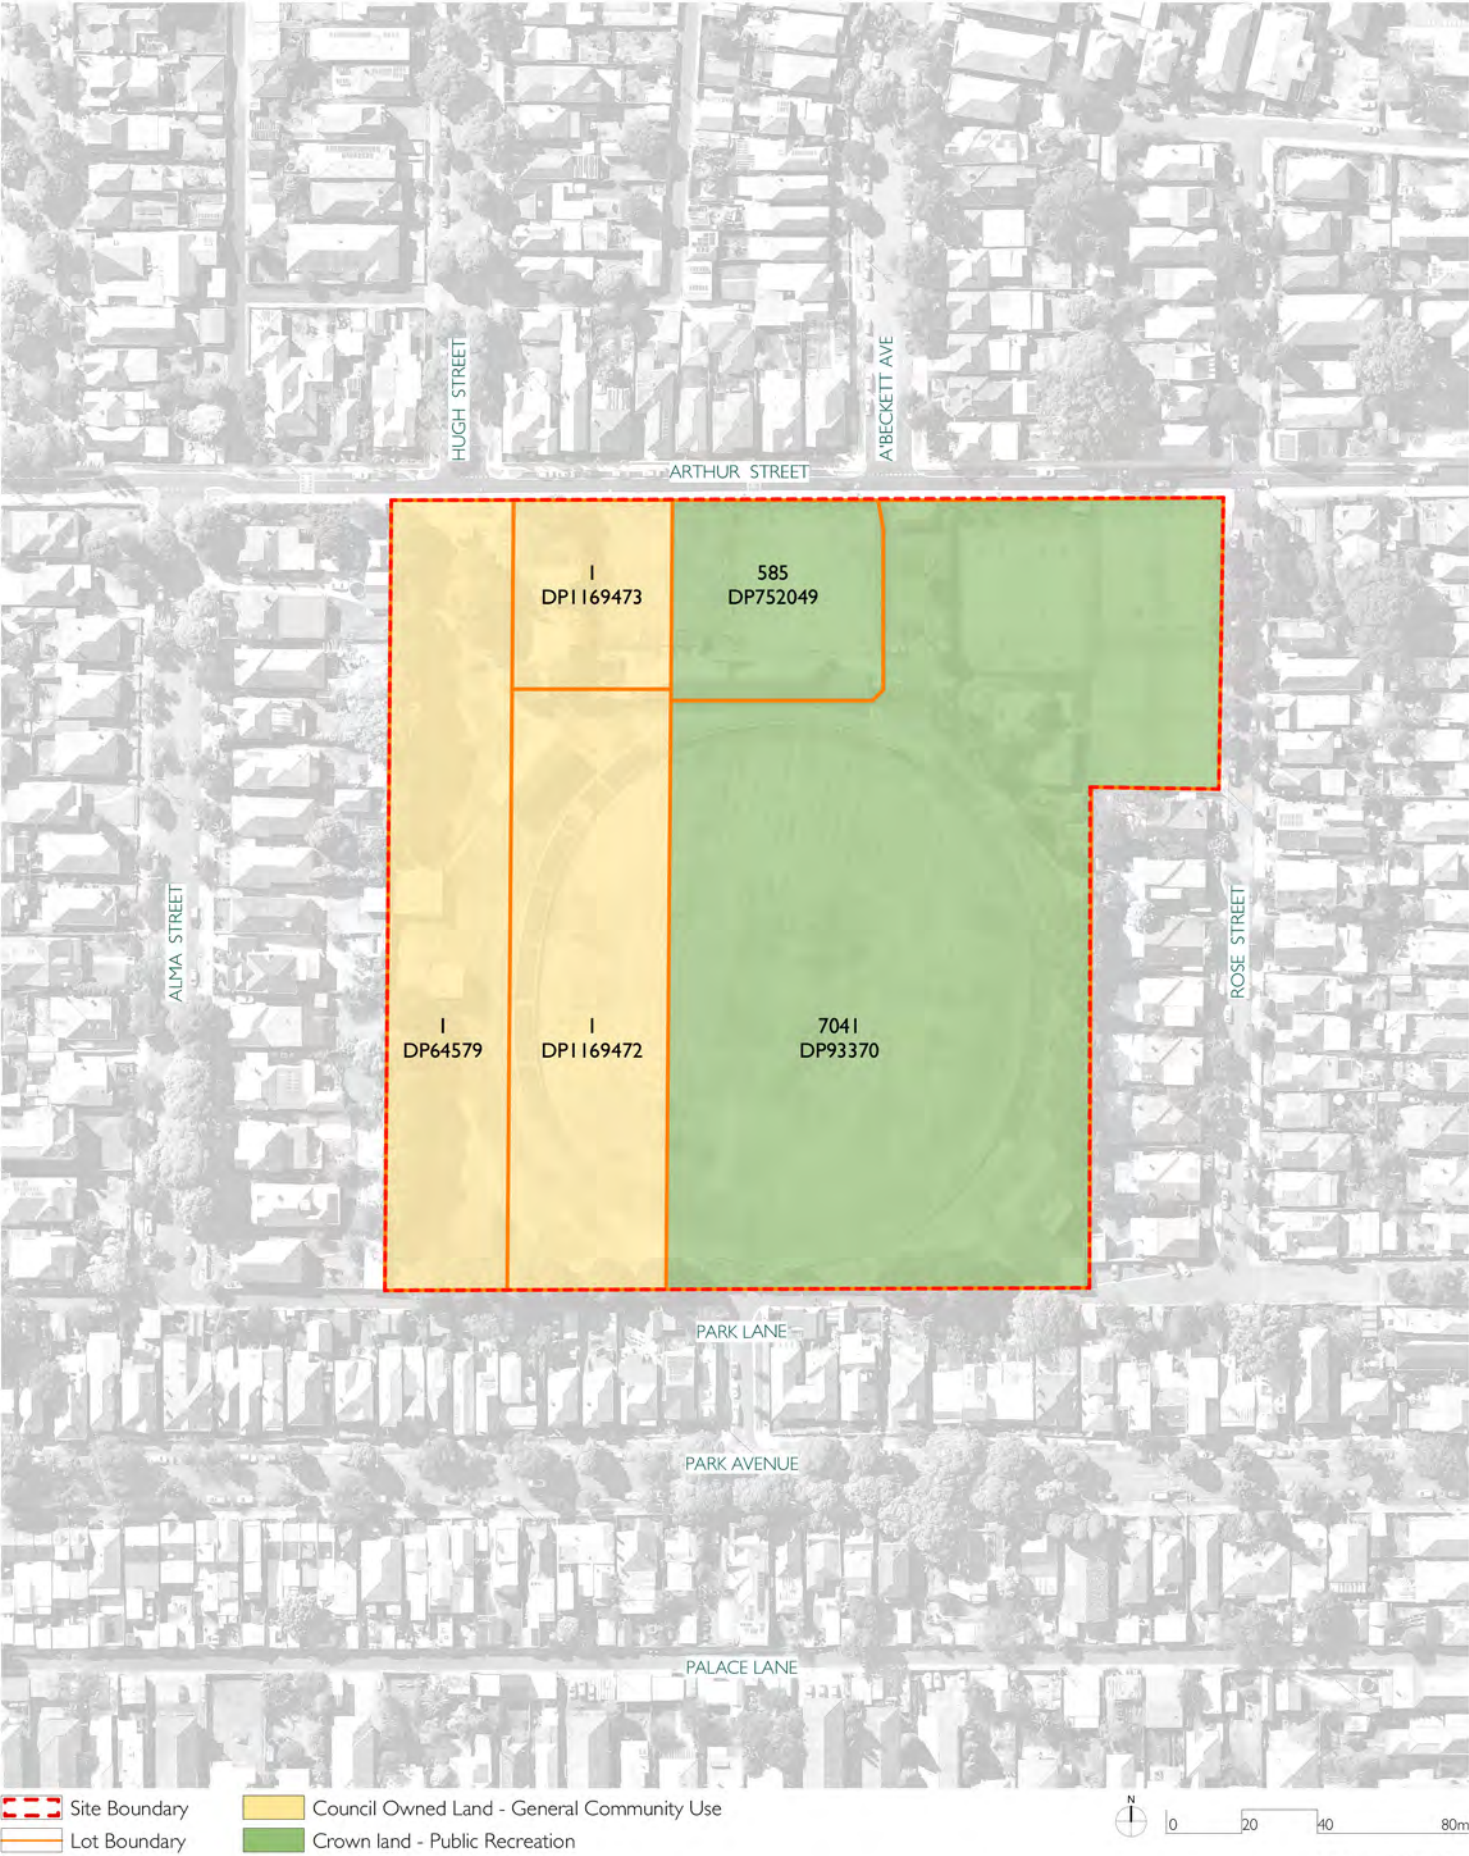 HUGH STREET
A'BECKETT AVE
ARTHUR STREET
1
DP1169473
585
DP752049
ALMA STREET
ROSE STREET
1
DP64579
1
DP1169472
7041
DP93370
PARK LANE
PARK AVENUE
PALACE LANE
Site Boundary
Council Owned Land - General Community Use
Lot Boundary
Crown land - Public Recreation
N
0 20 40 80m